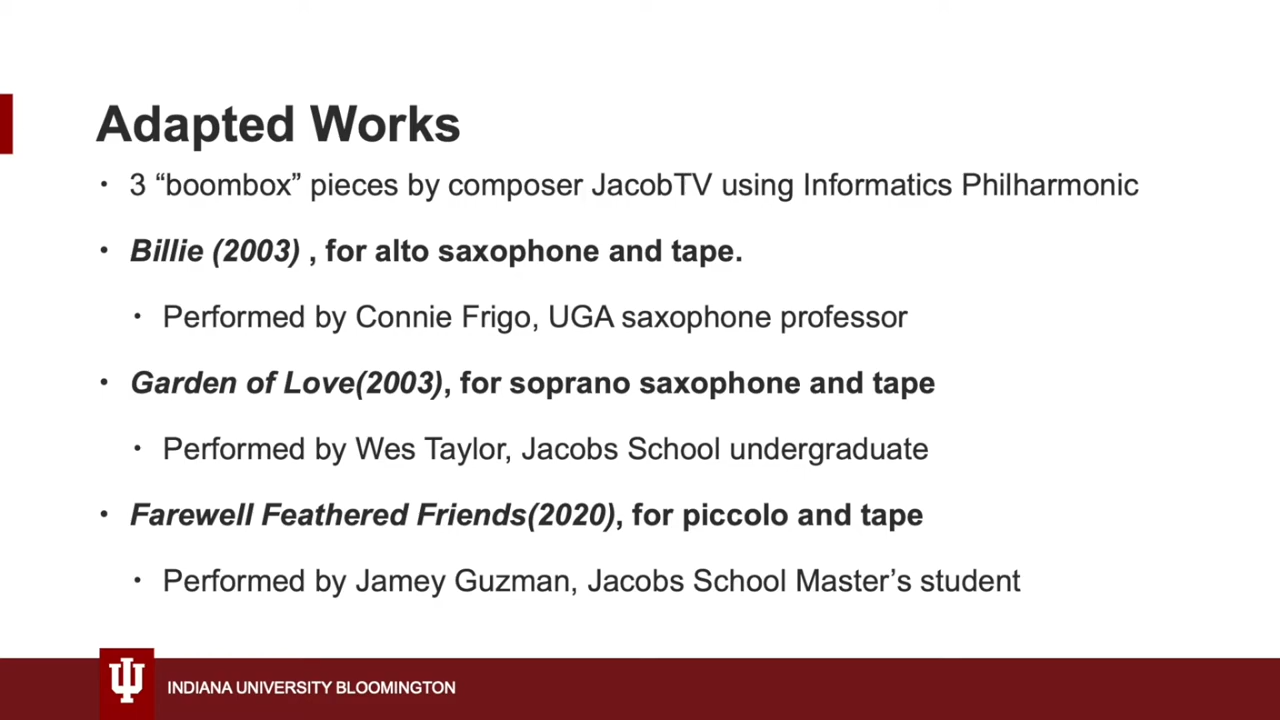 Adapted Works
• 3 “boombox” pieces by composer JacobTV using Informatics Philharmonic
• Billie (2003) , for alto saxophone and tape.
• Performed by Connie Frigo, UGA saxophone professor
• Garden of Love(2003), for soprano saxophone and tape
• Performed by Wes Taylor, Jacobs School undergraduate
• Farewell Feathered Friends(2020), for piccolo and tape
• Performed by Jamey Guzman, Jacobs School Master’s student
INDIANA UNIVERSITY BLOOMINGTON